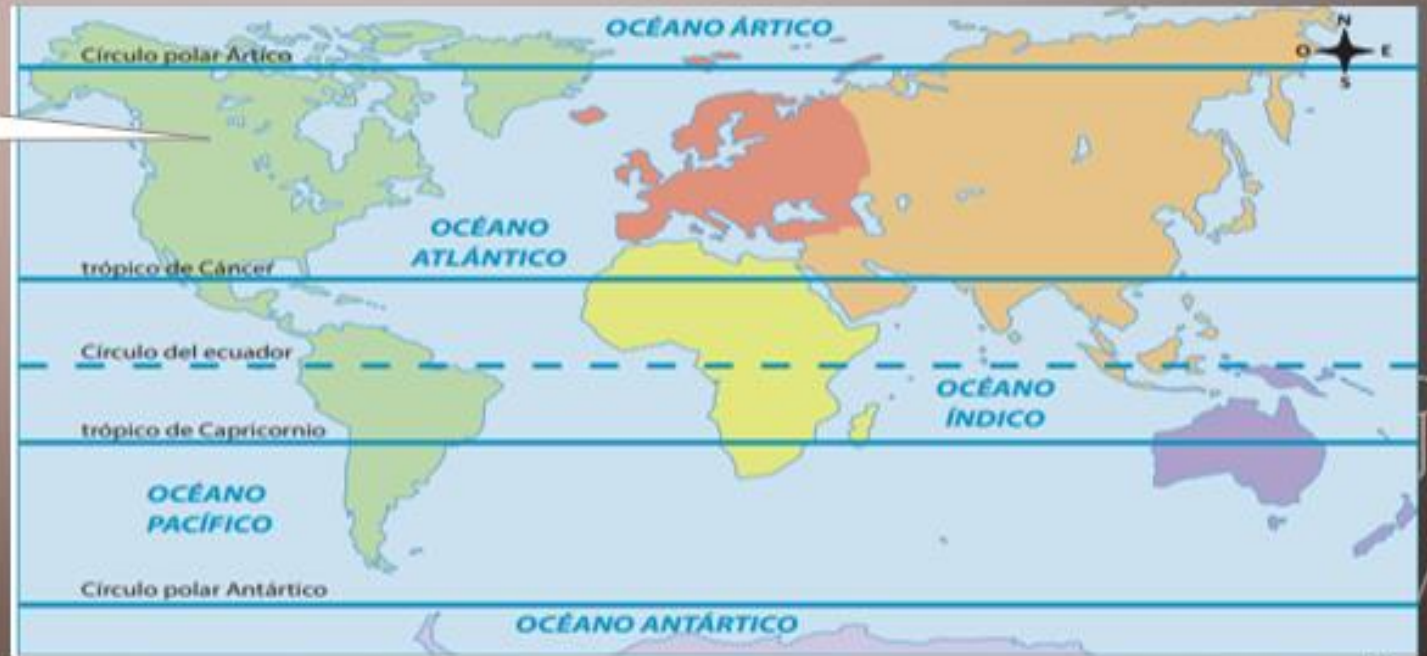 OCÉANO ÁRTICO
N
O E
S
Círculo polar Ártico
OCÉANO
ATLÁNTICO
trópico de Cáncer
Círculo del ecuador
OCÉANO
ÍNDICO
trópico de Capricornio
OCÉANO
PACÍFICO
Círculo polar Antártico
OCÉANO ANTÁRTICO